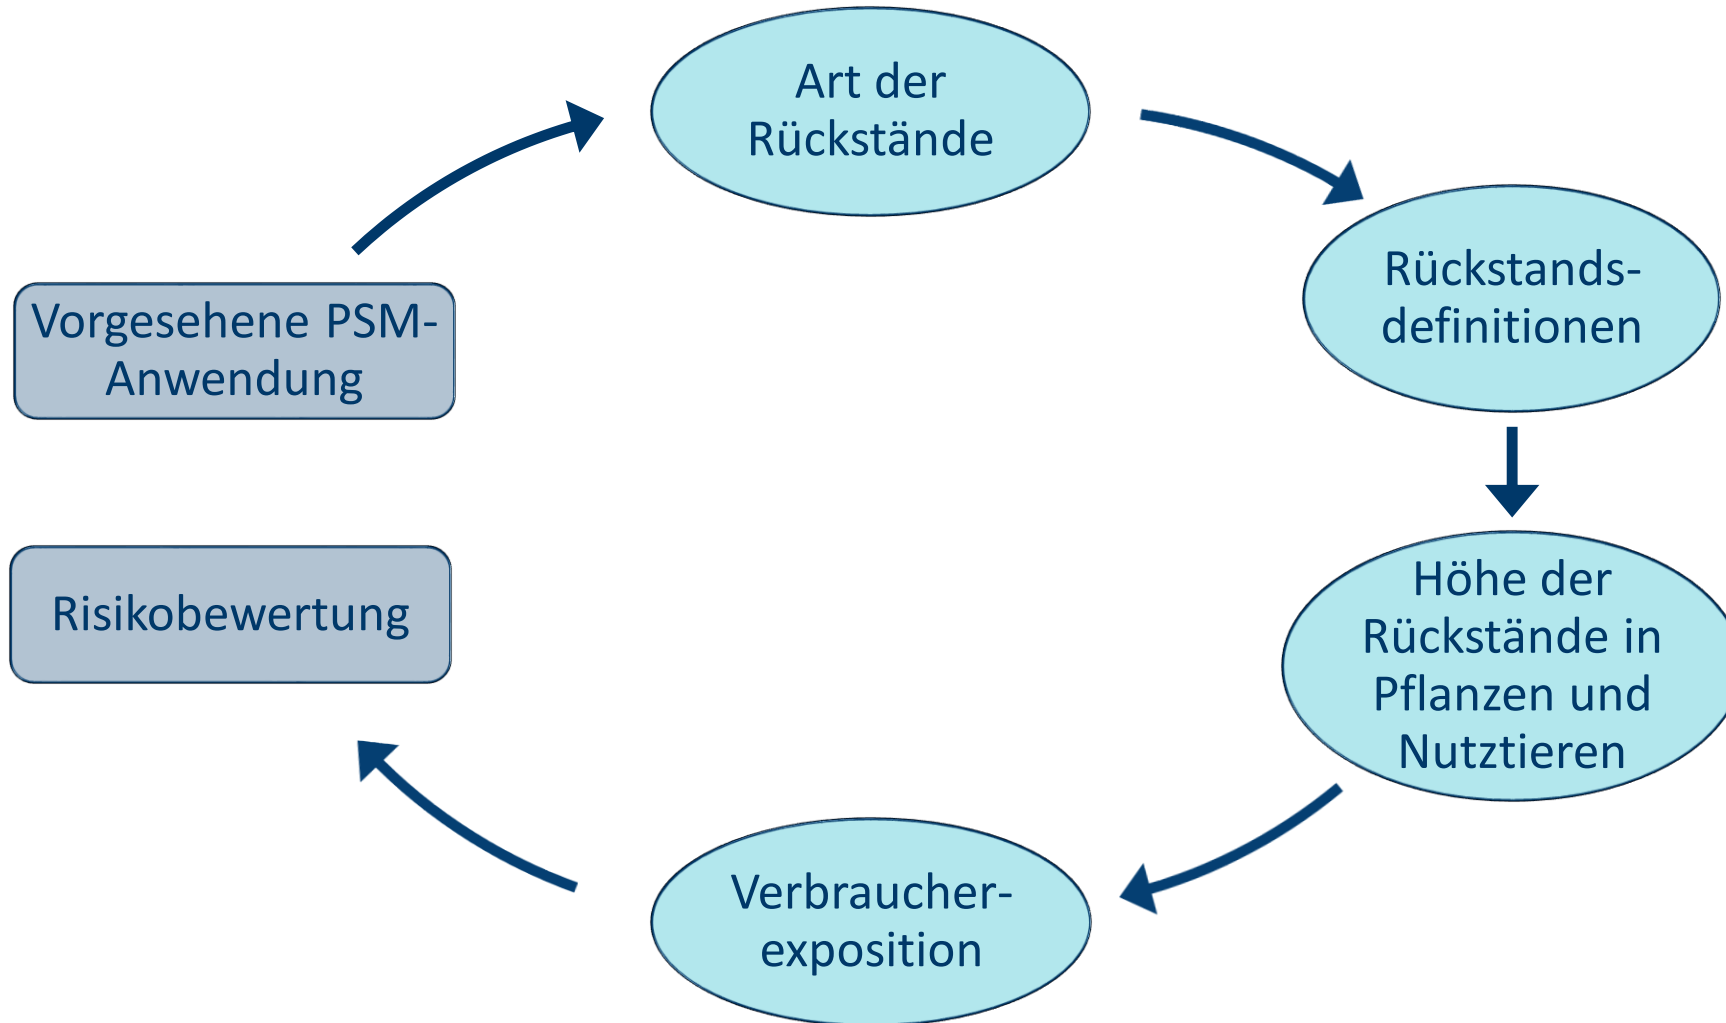 Art der
Rückstände
Rückstands-
definitionen
Höhe der
Rückstände in
Pflanzen und
Nutztieren
Verbraucher-
exposition
Risikobewertung
Vorgesehene PSM-
Anwendung